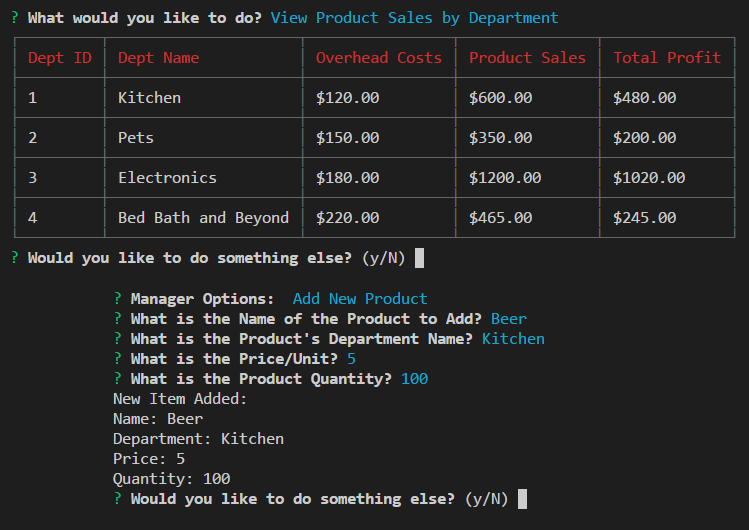 ? What would you like to do? View Product Sales by Department
Dept ID Dept Name Overhead Costs Product Sales Total Profit
1 Kitchen $120.00 $600.00 $480.00
2 Pets $150.00 $350.00 $200.00
3 Electronics $180.00 $1200.00 $1020.00
4 Bed Bath and Beyond $220.00 $465.00 $245.00
? Would you like to do something else? (y/N)
? Manager Options: Add New Product
? What is the Name of the Product to Add? Beer
? What is the Product's Department Name? Kitchen
? What is the Price/Unit? 5
? What is the Product Quantity? 100
New Item Added:
Name: Beer
Department: Kitchen
Price: 5
Quantity: 100
? Would you like to do something else? (y/N)